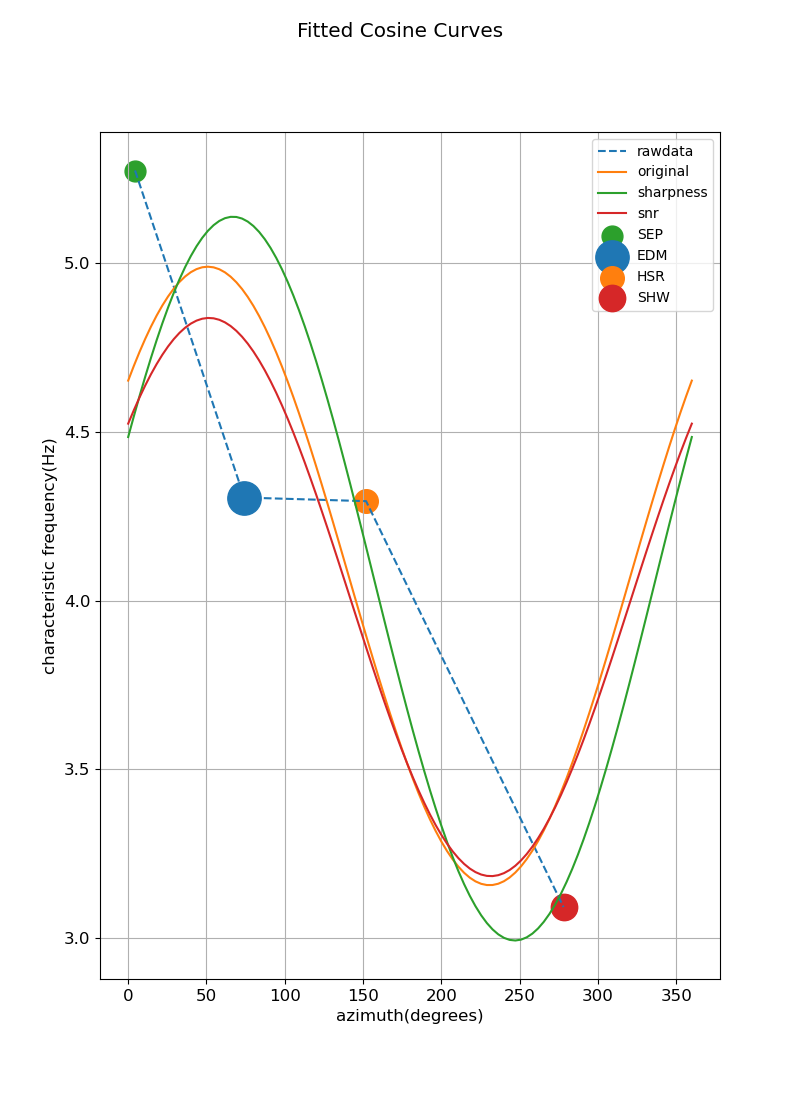 Fitted Cosine Curves
rawdata
original
sharpness
snr
SEP
EDM
HSR
SHW
characteristic frequency(Hz)
5.0
4.5
4.0
3.5
3.0
0 50 100 150 200 250 300 350
azimuth(degrees)